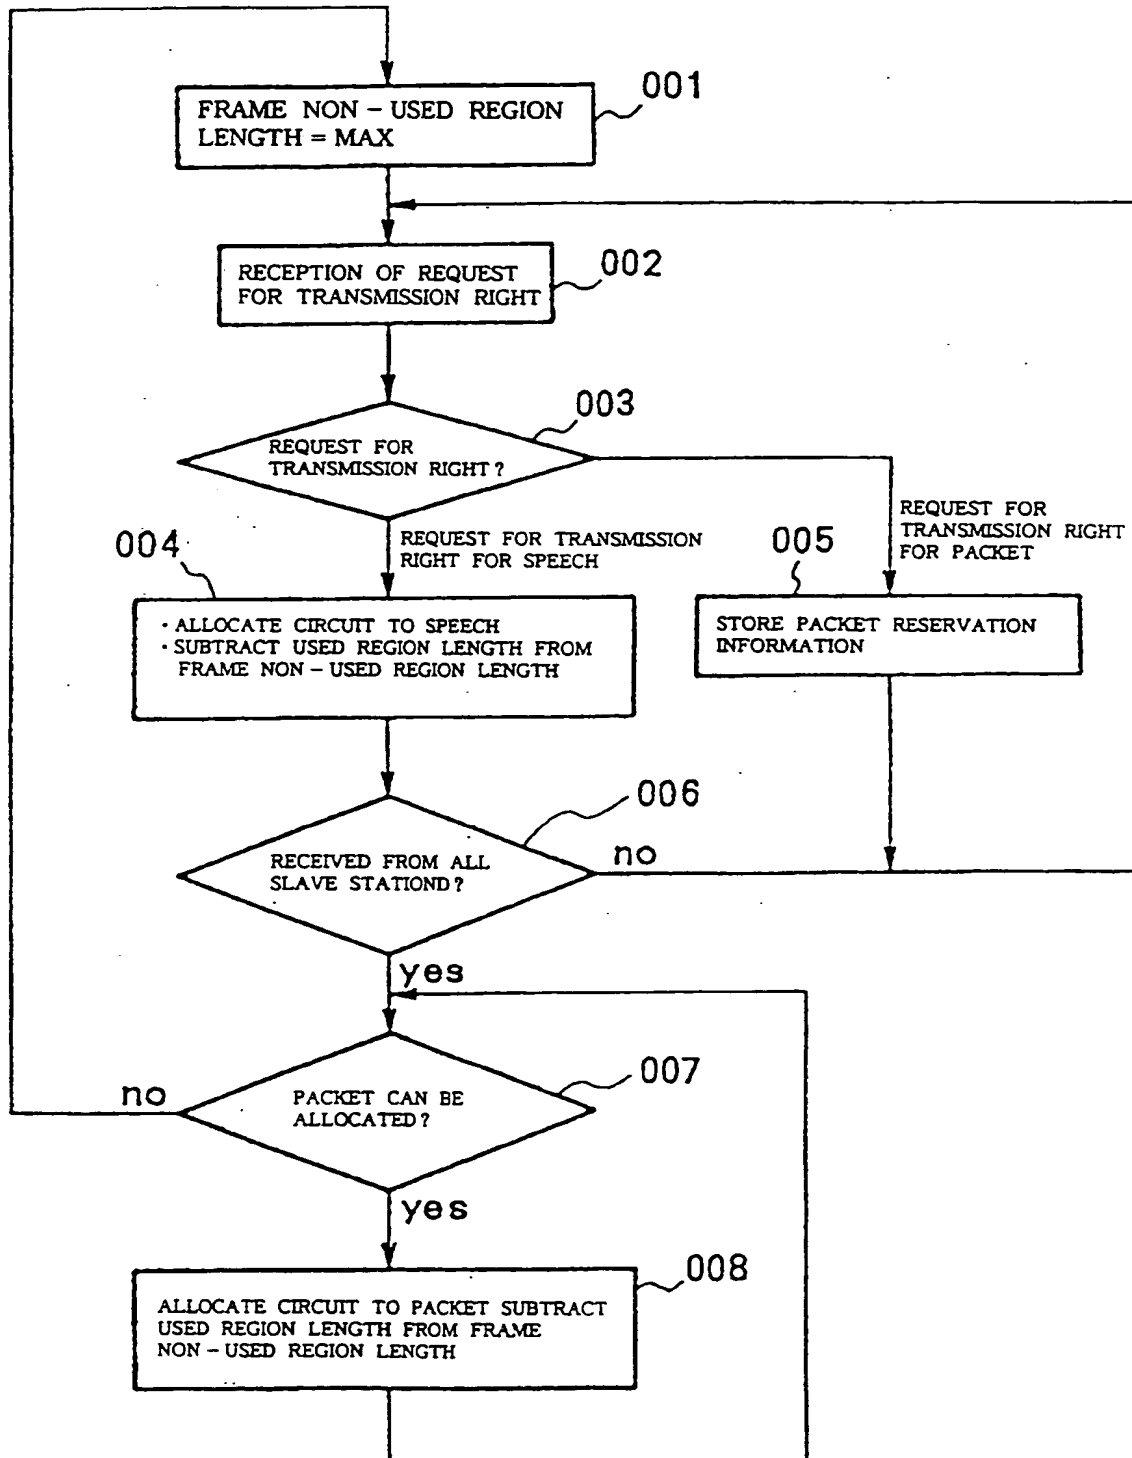 001
FRAME NON - USED REGION
LENGTH = MAX
002
RECEPTION OF REQUEST
FOR TRANSMISSION RIGHT
003
REQUEST FOR
TRANSMISSION RIGHT ?
REQUEST FOR
TRANSMISSION RIGHT
FOR PACKET
REQUEST FOR TRANSMISSION
RIGHT FOR SPEECH
004
005
· ALLOCATE CIRCUIT TO SPEECH
· SUBTRACT USED REGION LENGTH FROM
FRAME NON - USED REGION LENGTH
STORE PACKET RESERVATION
INFORMATION
006
RECEIVED FROM ALL
SLAVE STATIOND ?
no
yes
007
PACKET CAN BE
ALLOCATED ?
no
yes
008
ALLOCATE CIRCUIT TO PACKET SUBTRACT
USED REGION LENGTH FROM FRAME
NON - USED REGION LENGTH